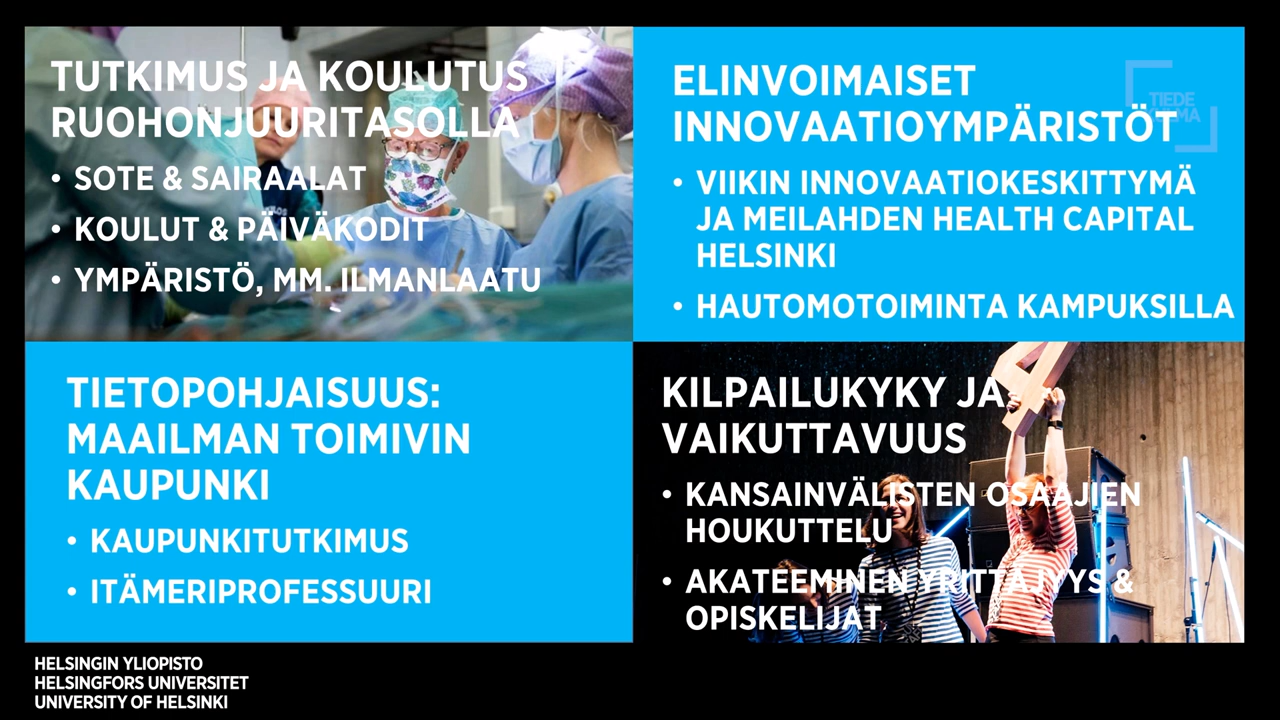 TUTKIMUS JA KOULUTUS
RUOHONJUURITASOLLA
• SOTE & SAIRAALAT
• KOULUT & PÄIVÄKODIT
• YMPÄRISTÖ, MM. ILMANLAATU
ELINVOIMAISET
INNOVAATIOYMPÄRISTÖT
TIEDE
• VIIKIN INNOVAATIOKESKITTYMÄ
JA MEILAHDEN HEALTH CAPITAL
HELSINKI
• HAUTOMOTOIMINTA KAMPUKSILLA
TIETOPOHJAISUUS:
MAAILMAN TOIMIVIN
KAUPUNKI
• KAUPUNKITUTKIMUS
• ITÄMERIPROFESSUURI
KILPAILUKYKY JA
VAIKUTTAVUUS
• KANSAINVÄLISTEN OSAAJIEN
HOUKUTTELU
• AKATEEMINEN YRITTÄJYYS &
OPISKELIJAT
HELSINGIN YLIOPISTO
HELSINGFORS UNIVERSITET
UNIVERSITY OF HELSINKI